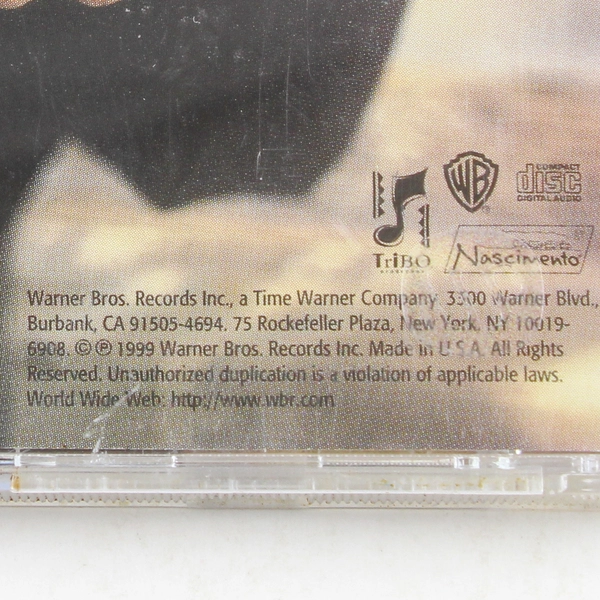 WB
COMPACT
disc
DIGITAL AUDIO
TriBO
Nascimento
Warner Bros. Records Inc., a Time Warner Company. 3300 Warner Blvd.,
Burbank, CA 91505-4694. 75 Rockefeller Plaza, New York, NY 10019-
6908. © ℗ 1999 Warner Bros. Records Inc. Made in U.S.A. All Rights
Reserved. Unauthorized duplication is a violation of applicable laws.
World Wide Web: http://www.wbr.com